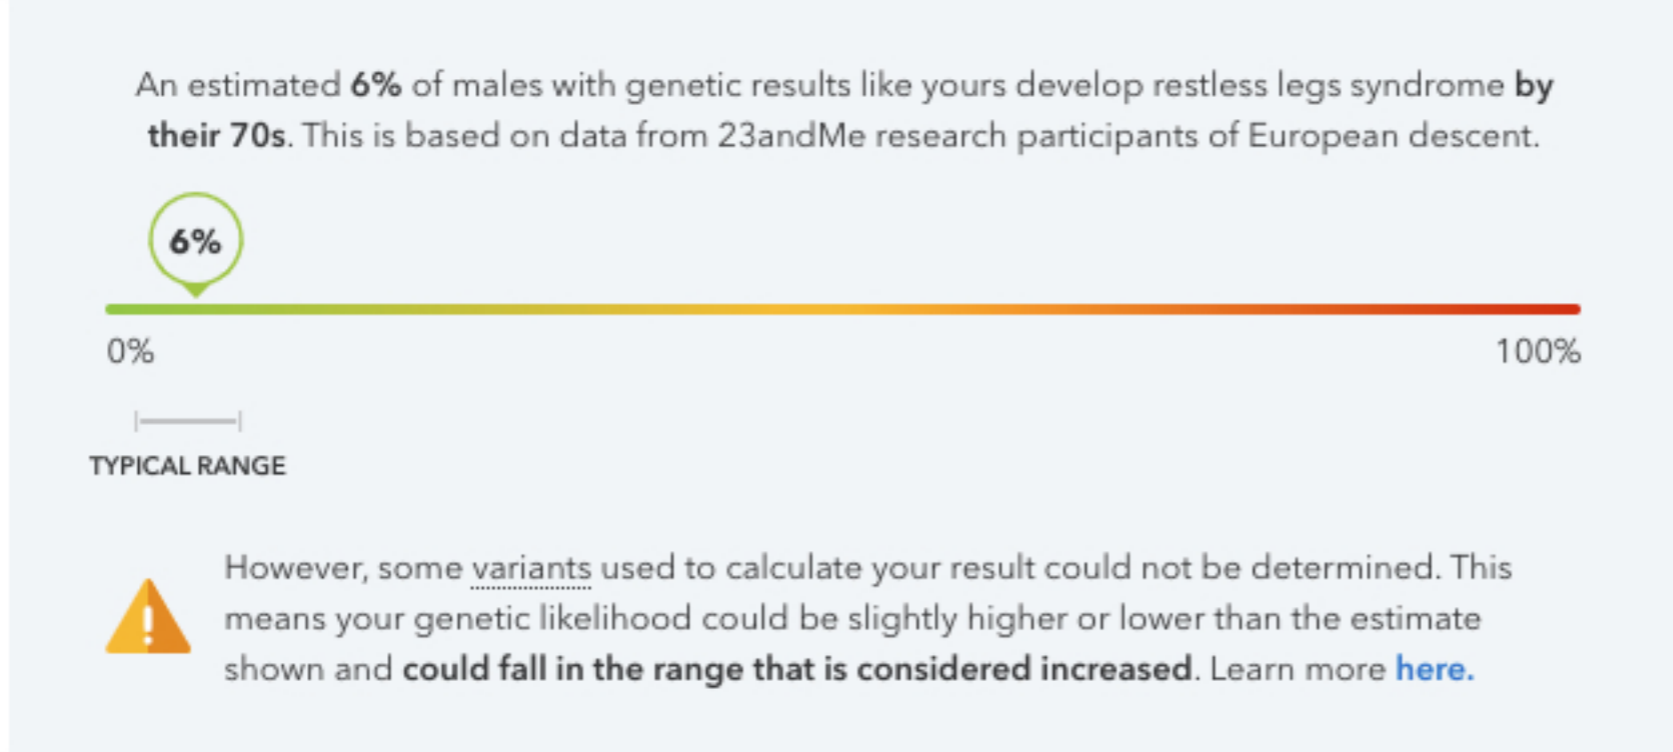 An estimated 6% of males with genetic results like yours develop restless legs syndrome by
their 70s. This is based on data from 23andMe research participants of European descent.
6%
0%
100%
TYPICAL RANGE
However, some variants used to calculate your result could not be determined. This
means your genetic likelihood could be slightly higher or lower than the estimate
shown and could fall in the range that is considered increased. Learn more here.